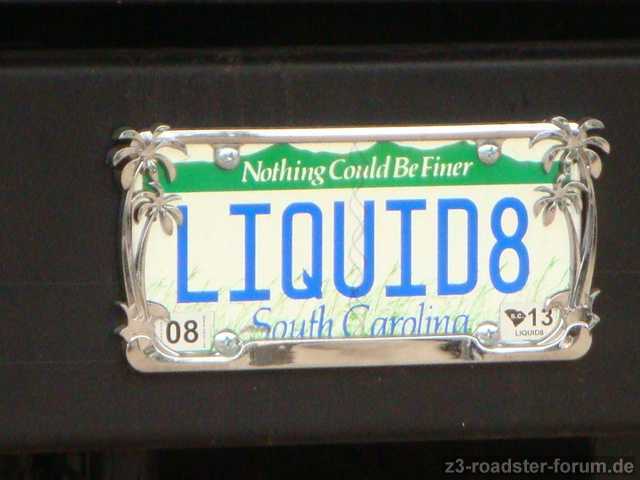 Nothing Could Be Finer
LIQUID8
South Carolina
08
S.C. 13
LIQUID8
z3-roadster-forum.de